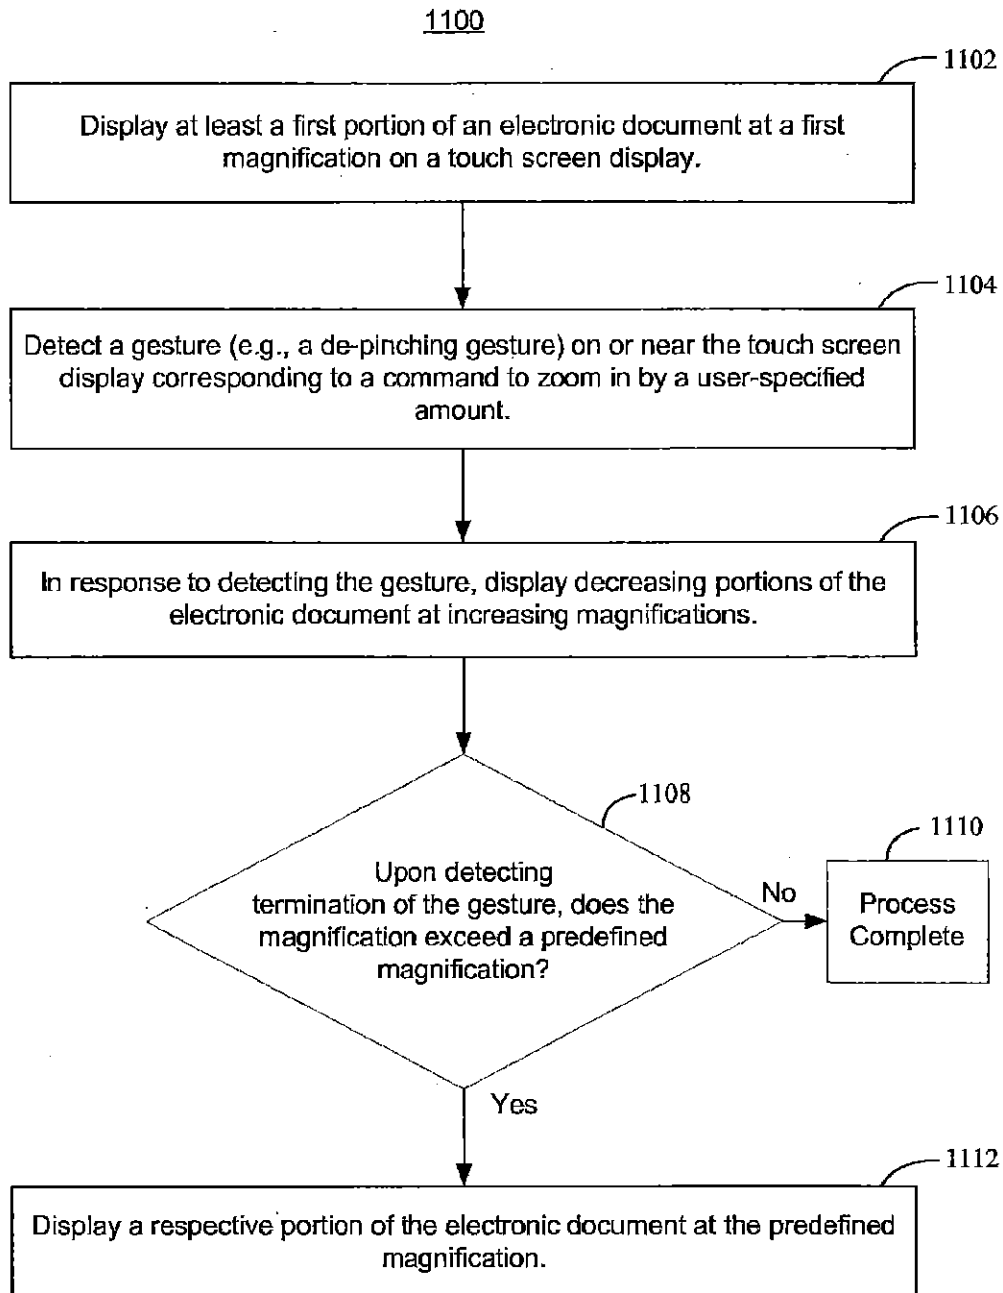 1100
1102
Display at least a first portion of an electronic document at a first
magnification on a touch screen display.
1104
Detect a gesture (e.g., a de-pinching gesture) on or near the touch screen
display corresponding to a command to zoom in by a user-specified
amount.
1106
In response to detecting the gesture, display decreasing portions of the
electronic document at increasing magnifications.
1108
Upon detecting
termination of the gesture, does the
magnification exceed a predefined
magnification?
No
1110
Process
Complete
Yes
1112
Display a respective portion of the electronic document at the predefined
magnification.